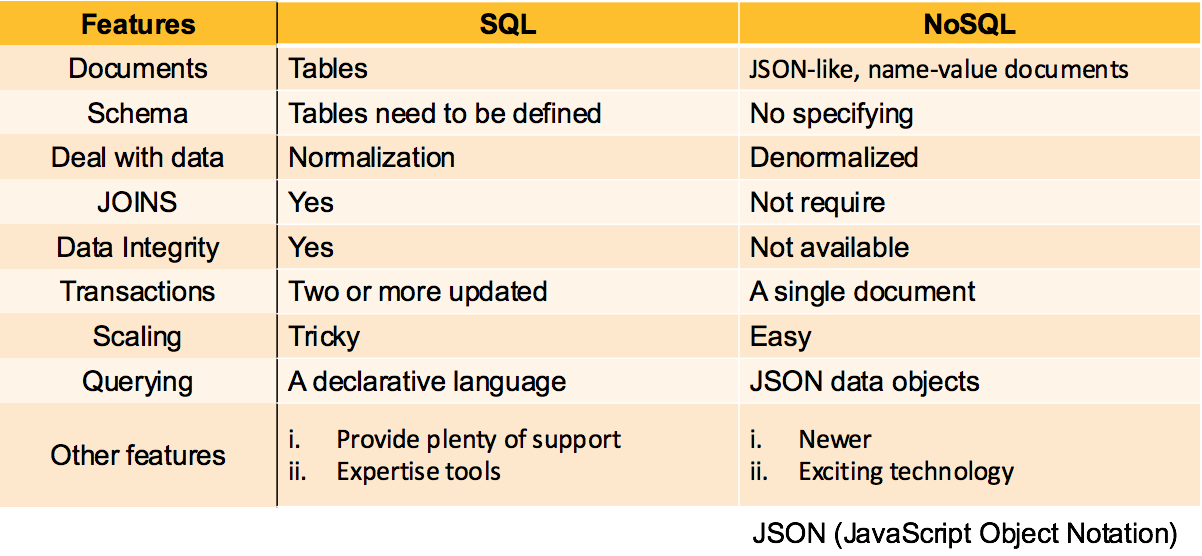 Features SQL NoSQL
Documents Tables JSON-like, name-value documents
Schema Tables need to be defined No specifying
Deal with data Normalization Denormalized
JOINS Yes Not require
Data Integrity Yes Not available
Transactions Two or more updated A single document
Scaling Tricky Easy
Querying A declarative language JSON data objects
Other features
i. Provide plenty of support i. Newer
ii. Expertise tools ii. Exciting technology
JSON (JavaScript Object Notation)